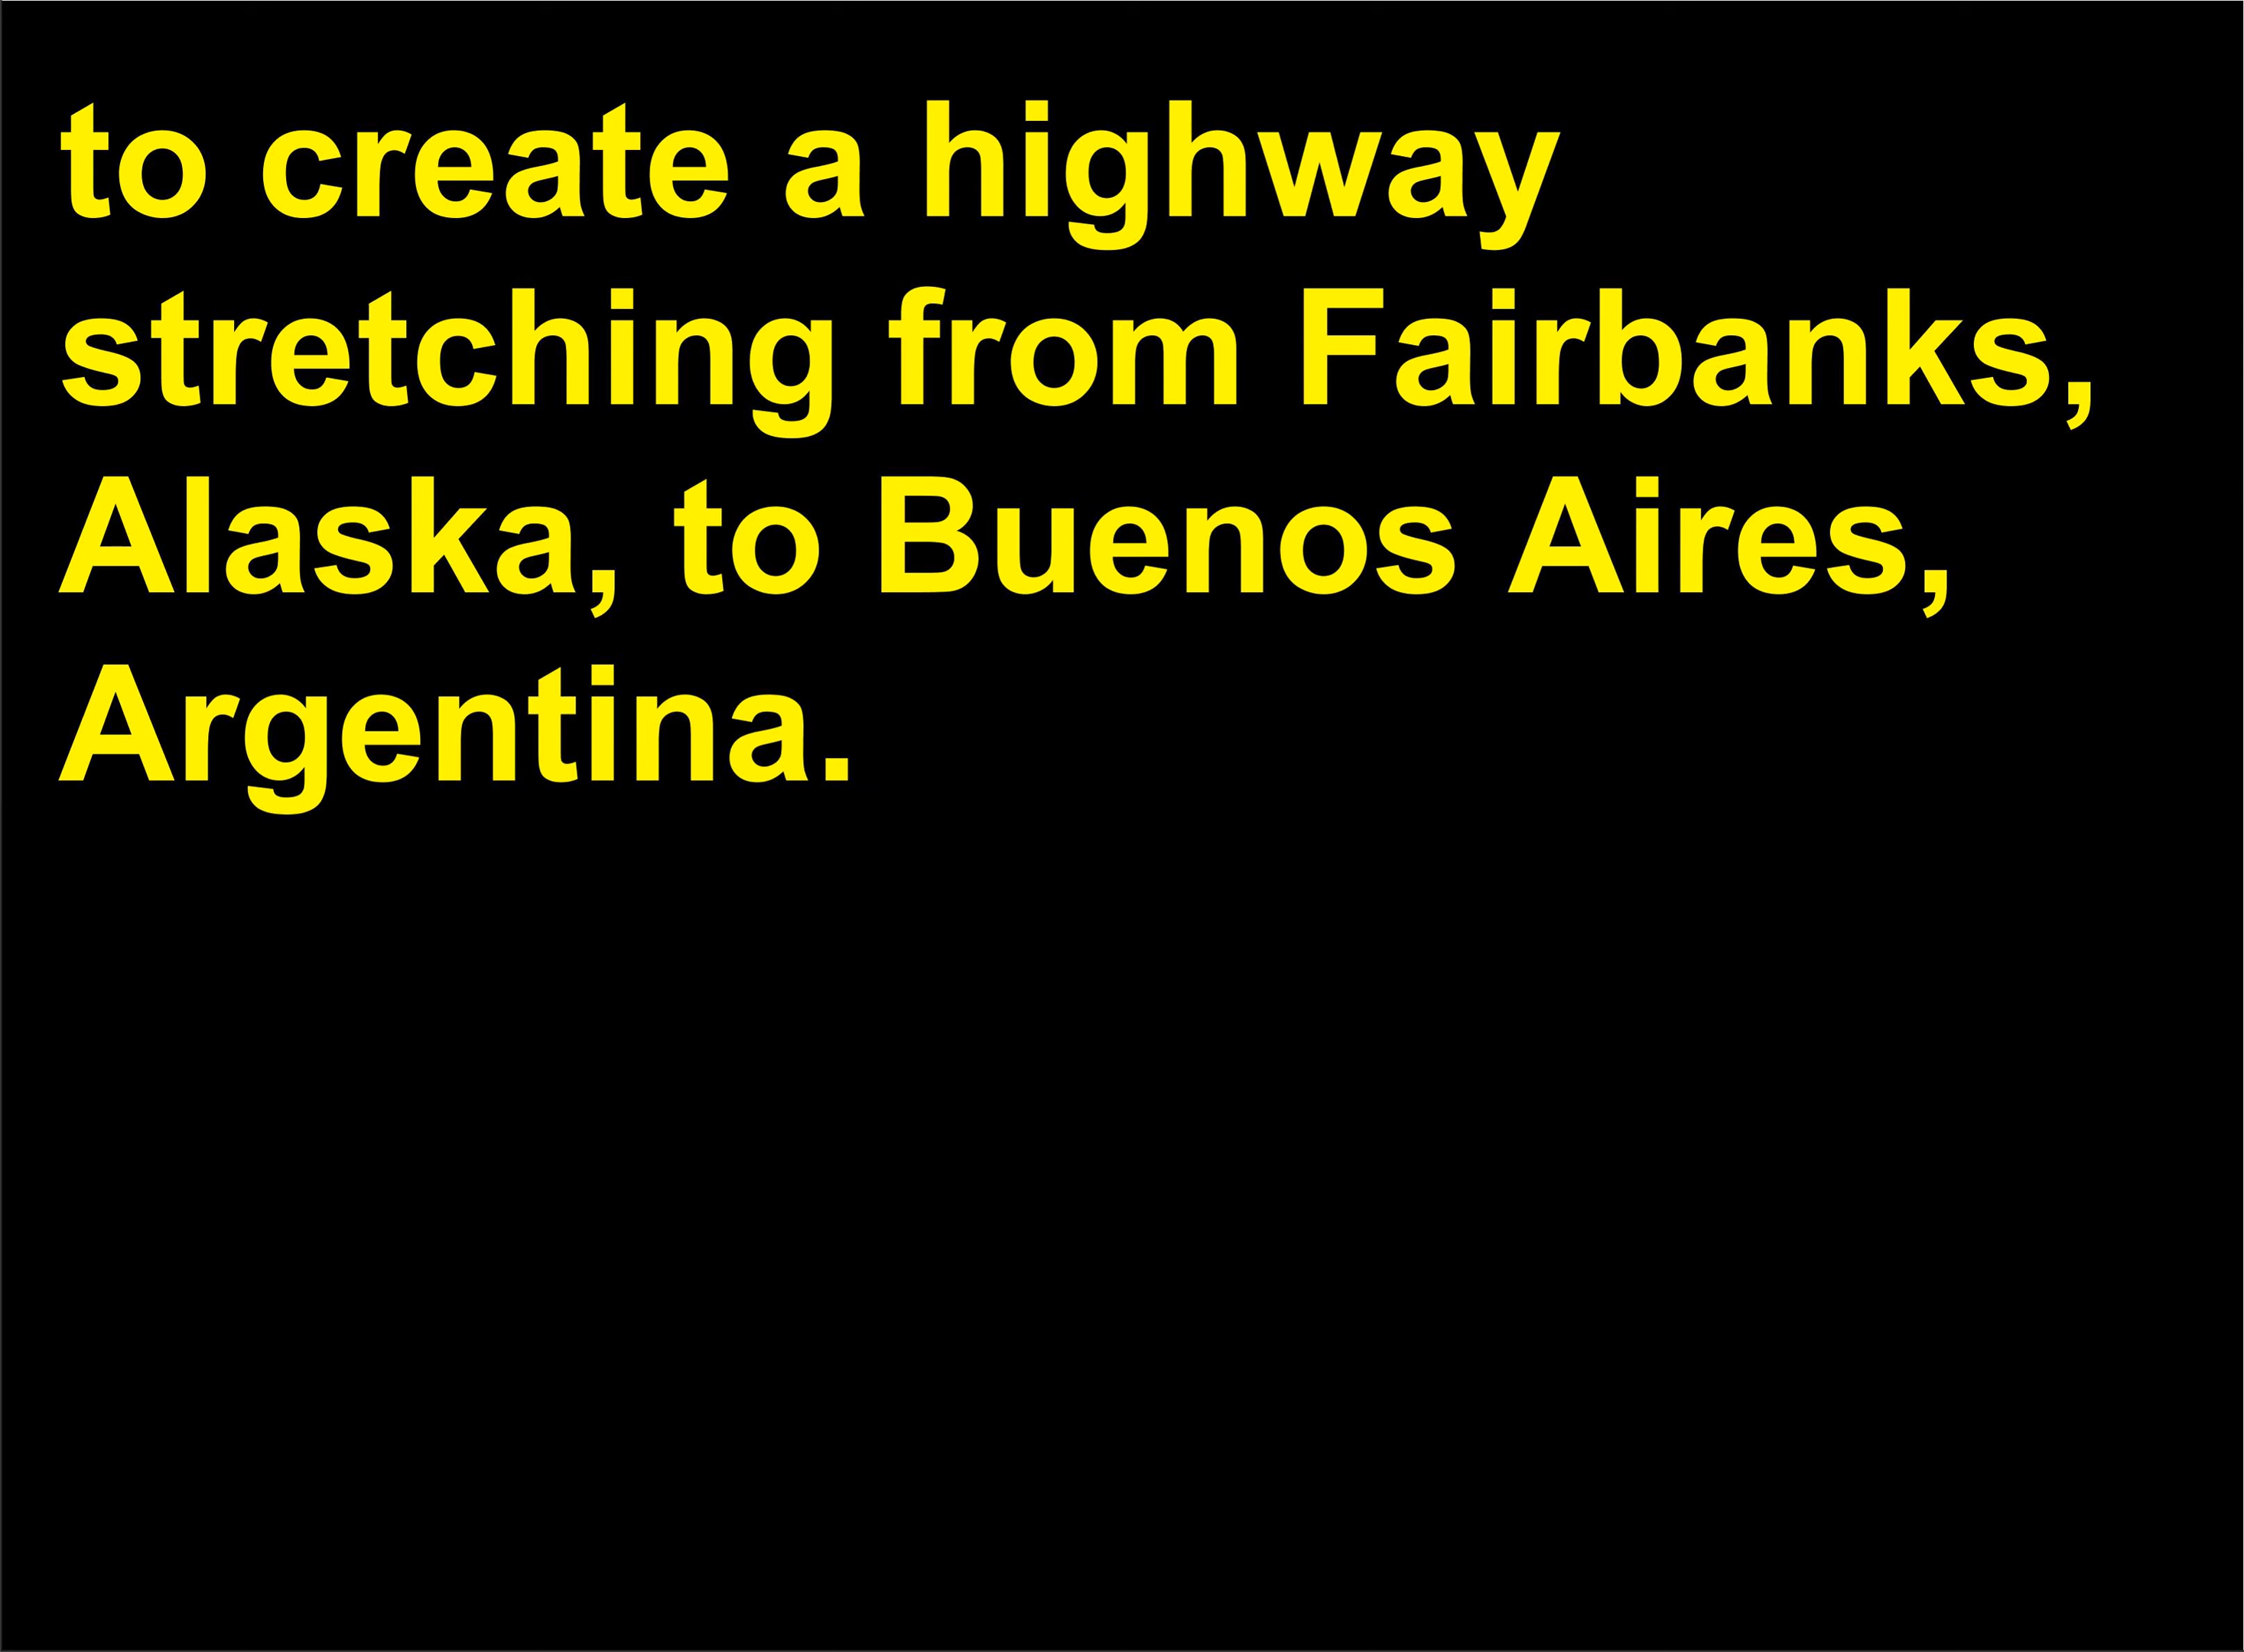 to create a highway
stretching from Fairbanks,
Alaska, to Buenos Aires,
Argentina.